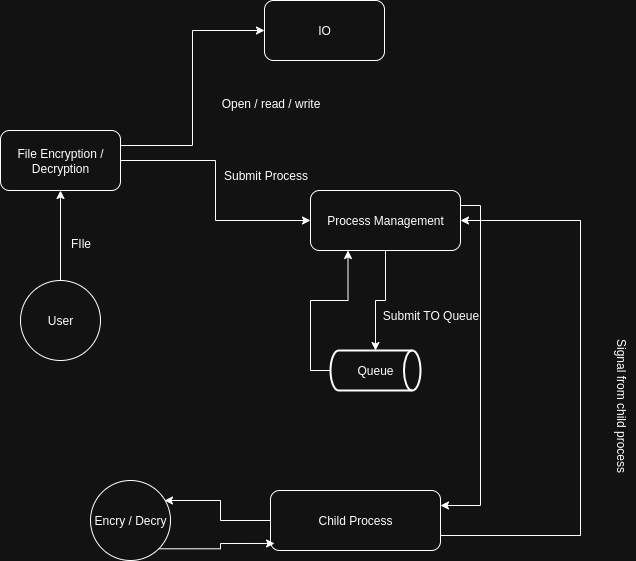 IO
Open / read / write
File Encryption /
Decryption
Submit Process
Process Management
FIle
User
Submit TO Queue
Queue
Signal from child process
Encry / Decry
Child Process